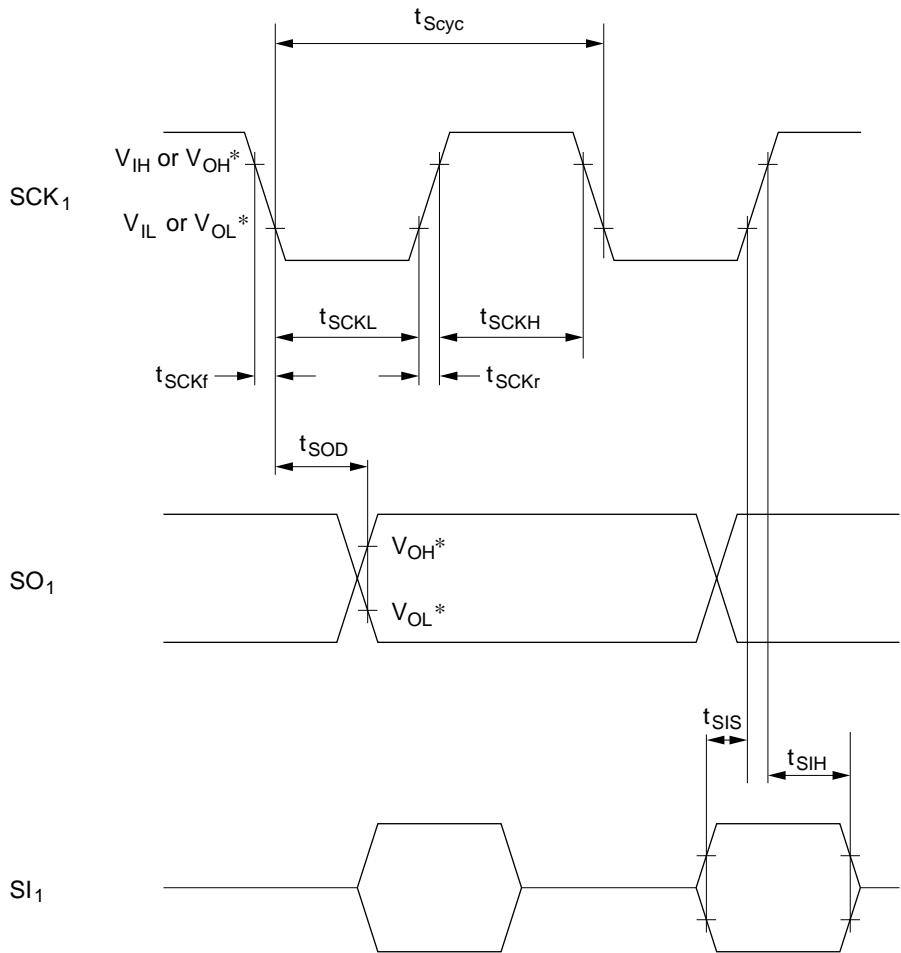 tScyc
VIH or VOH*
SCK1
VIL or VOL*
tSCKL
tSCKH
tSCKf
tSCKr
tSOD
VOH*
SO1
VOL*
tSIS
tSIH
SI1